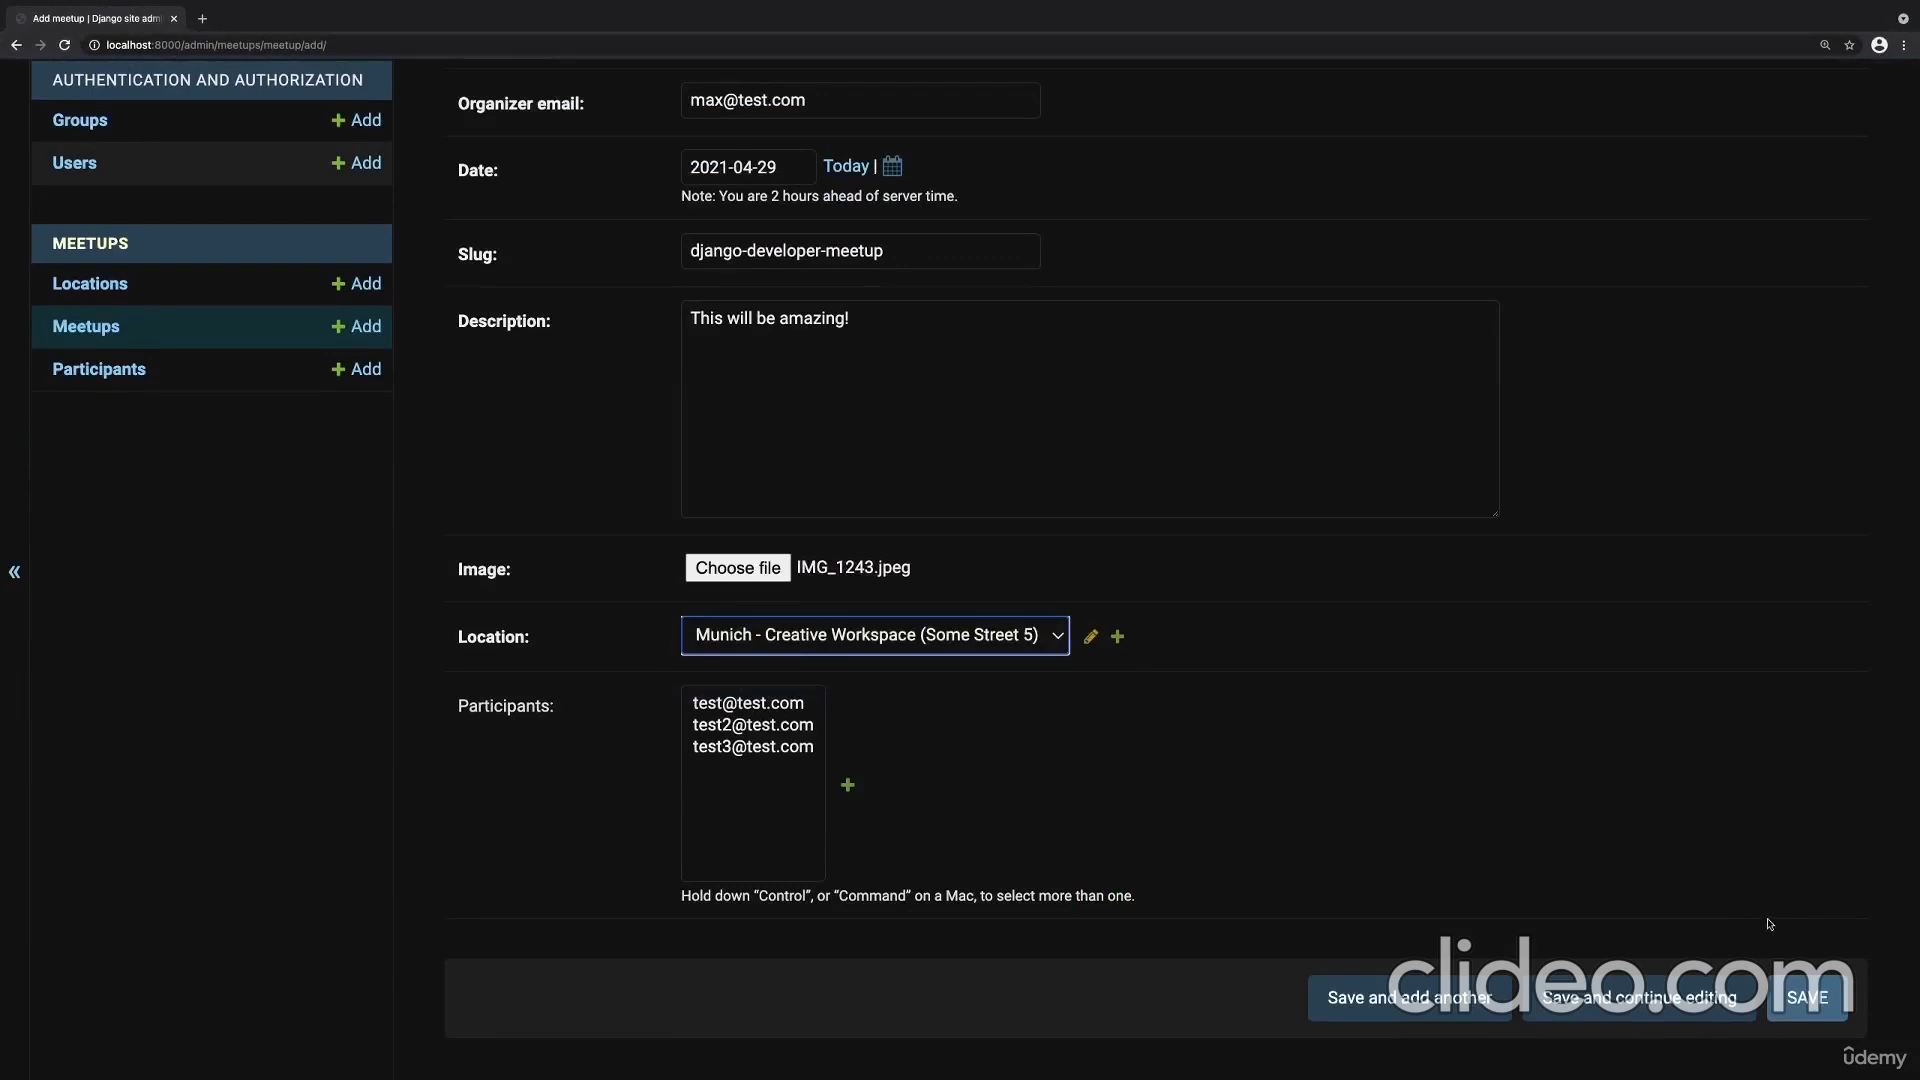 Add meetup | Django site adm
localhost:8000/admin/meetups/meetup/add/
AUTHENTICATION AND AUTHORIZATION
Groups
Add
Users
Add
MEETUPS
Locations
Add
Meetups
Add
Participants
Add
«
Organizer email:
max@test.com
Date:
2021-04-29
Today |
Note: You are 2 hours ahead of server time.
Slug:
django-developer-meetup
Description:
This will be amazing!
Image:
Choose file IMG_1243.jpeg
Location:
Munich - Creative Workspace (Some Street 5)
Participants:
test@test.com
test2@test.com
test3@test.com
Hold down “Control”, or “Command” on a Mac, to select more than one.
Save and add another
Save and continue editing
SAVE
clideo.com
udemy